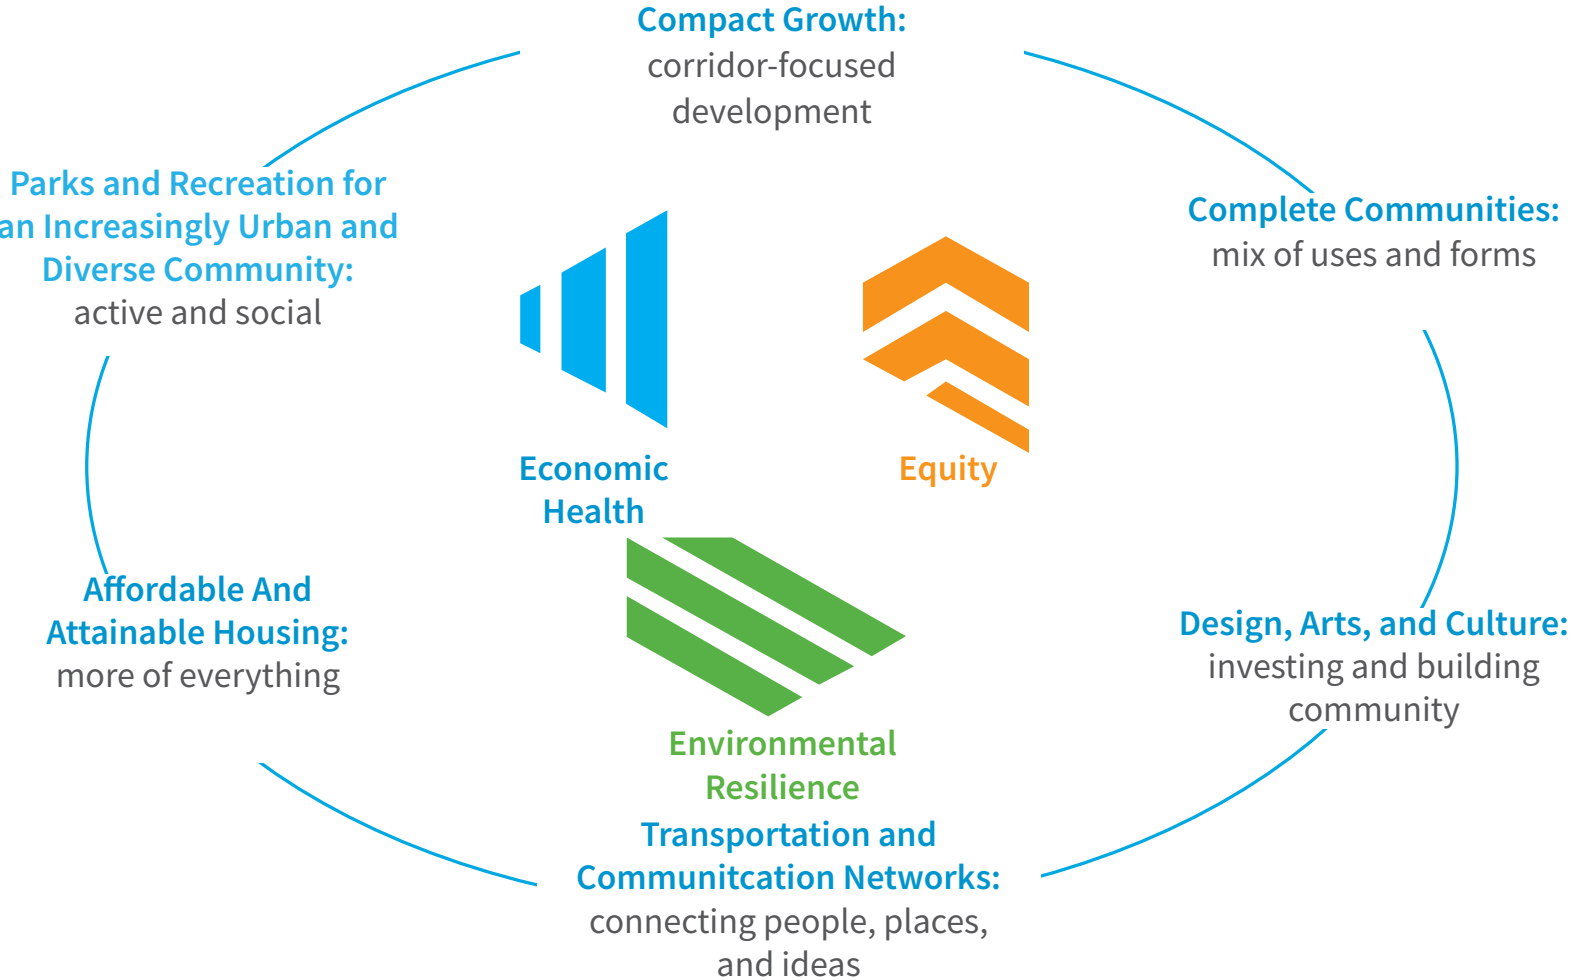 Compact Growth:
corridor-focused
development
Parks and Recreation for
an Increasingly Urban and
Diverse Community:
active and social
Complete Communities:
mix of uses and forms
Economic
Health
Equity
Affordable And
Attainable Housing:
more of everything
Design, Arts, and Culture:
investing and building
community
Environmental
Resilience
Transportation and
Communitcation Networks:
connecting people, places,
and ideas